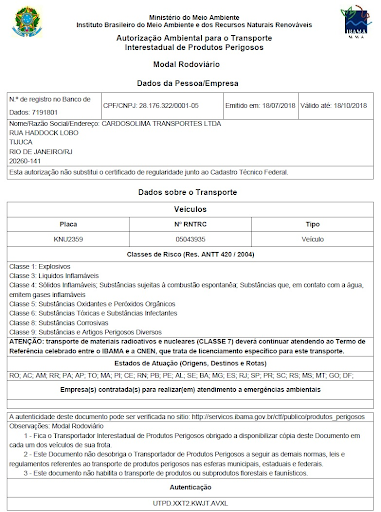 Ministério do Meio Ambiente
Instituto Brasileiro do Meio Ambiente e dos Recursos Naturais Renováveis
Autorização Ambiental para o Transporte
Interestadual de Produtos Perigosos
IBAMA
M M A
Modal Rodoviário
Dados da Pessoa/Empresa
N.º de registro no Banco de
Dados: 7191801
CPF/CNPJ: 28.176.322/0001-05
Emitido em: 18/07/2018
Válido até: 18/10/2018
Nome/Razão Social/Endereço: CARDOSOLIMA TRANSPORTES LTDA
RUA HADDOCK LOBO
TIJUCA
RIO DE JANEIRO/RJ
20260-141
Esta autorização não substitui o certificado de regularidade junto ao Cadastro Técnico Federal.
Dados sobre o Transporte
Veículos
Placa Nº RNTRC Tipo
KNU2359 05043935 Veículo
Classes de Risco (Res. ANTT 420 / 2004)
Classe 1: Explosivos
Classe 3: Líquidos Inflamáveis
Classe 4: Sólidos Inflamáveis; Substâncias sujeitas à combustão espontânea; Substâncias que, em contato com a água,
emitem gases inflamáveis
Classe 5: Substâncias Oxidantes e Peróxidos Orgânicos
Classe 6: Substâncias Tóxicas e Substâncias Infectantes
Classe 8: Substâncias Corrosivas
Classe 9: Substâncias e Artigos Perigosos Diversos
ATENÇÃO: transporte de materiais radioativos e nucleares (CLASSE 7) deverá continuar atendendo ao Termo de
Referência celebrado entre o IBAMA e a CNEN, que trata de licenciamento específico para este transporte.
Estados de Atuação (Origens, Destinos e Rotas)
RO; AC; AM; RR; PA; AP; TO; MA; PI; CE; RN; PB; PE; AL; SE; BA; MG; ES; RJ; SP; PR; SC; RS; MS; MT; GO; DF;
Empresa(s) contratada(s) para realizar(em) atendimento a emergências ambientais
A autenticidade deste documento pode ser verificada no sítio: http://servicos.ibama.gov.br/ctf/publico/produtos_perigosos
Observações: Modal Rodoviário
1 - Fica o Transportador Interestadual de Produtos Perigosos obrigado a disponibilizar cópia deste Documento em
cada um dos veículos de sua frota.
2 - Este Documento não desobriga o Transportador de Produtos Perigosos a seguir as demais normas, leis e
regulamentos referentes ao transporte de produtos perigosos nas esferas municipais, estaduais e federal.
3 - Este documento não habilita o transporte de produtos ou subprodutos florestais e faunísticos.
Autenticação
UTPD.XXT2.KWJT.AVXL